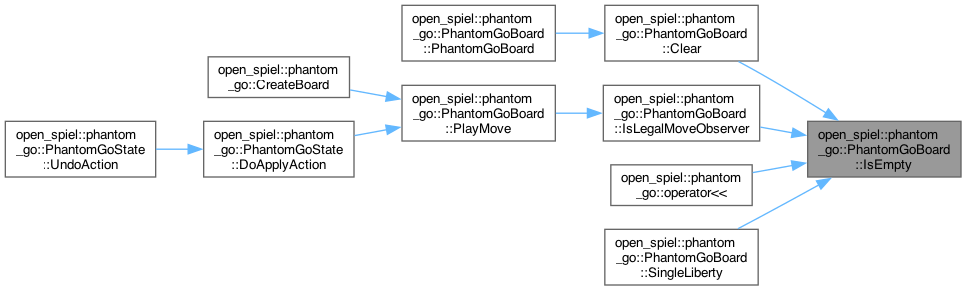 open_spiel::phantom
_go::PhantomGoBoard
::PhantomGoBoard
open_spiel::phantom
_go::PhantomGoBoard
::Clear
open_spiel::phantom
_go::CreateBoard
open_spiel::phantom
_go::PhantomGoBoard
::PlayMove
open_spiel::phantom
_go::PhantomGoBoard
::IsLegalMoveObserver
open_spiel::phantom
_go::PhantomGoState
::UndoAction
open_spiel::phantom
_go::PhantomGoState
::DoApplyAction
open_spiel::phantom
_go::PhantomGoBoard
::IsEmpty
open_spiel::phantom
_go::operator<<
open_spiel::phantom
_go::PhantomGoBoard
::SingleLiberty